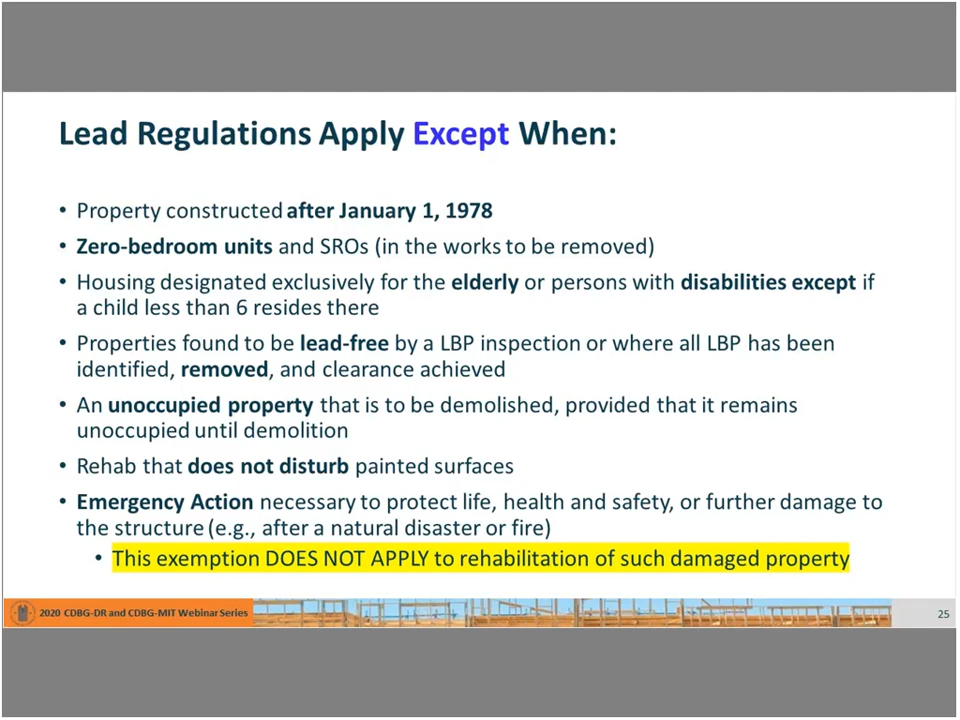 Lead Regulations Apply Except When:
• Property constructed after January 1, 1978
• Zero-bedroom units and SROs (in the works to be removed)
• Housing designated exclusively for the elderly or persons with disabilities except if
a child less than 6 resides there
• Properties found to be lead-free by a LBP inspection or where all LBP has been
identified, removed, and clearance achieved
• An unoccupied property that is to be demolished, provided that it remains
unoccupied until demolition
• Rehab that does not disturb painted surfaces
• Emergency Action necessary to protect life, health and safety, or further damage to
the structure (e.g., after a natural disaster or fire)
• This exemption DOES NOT APPLY to rehabilitation of such damaged property
2020 CDBG-DR and CDBG-MIT Webinar Series
25